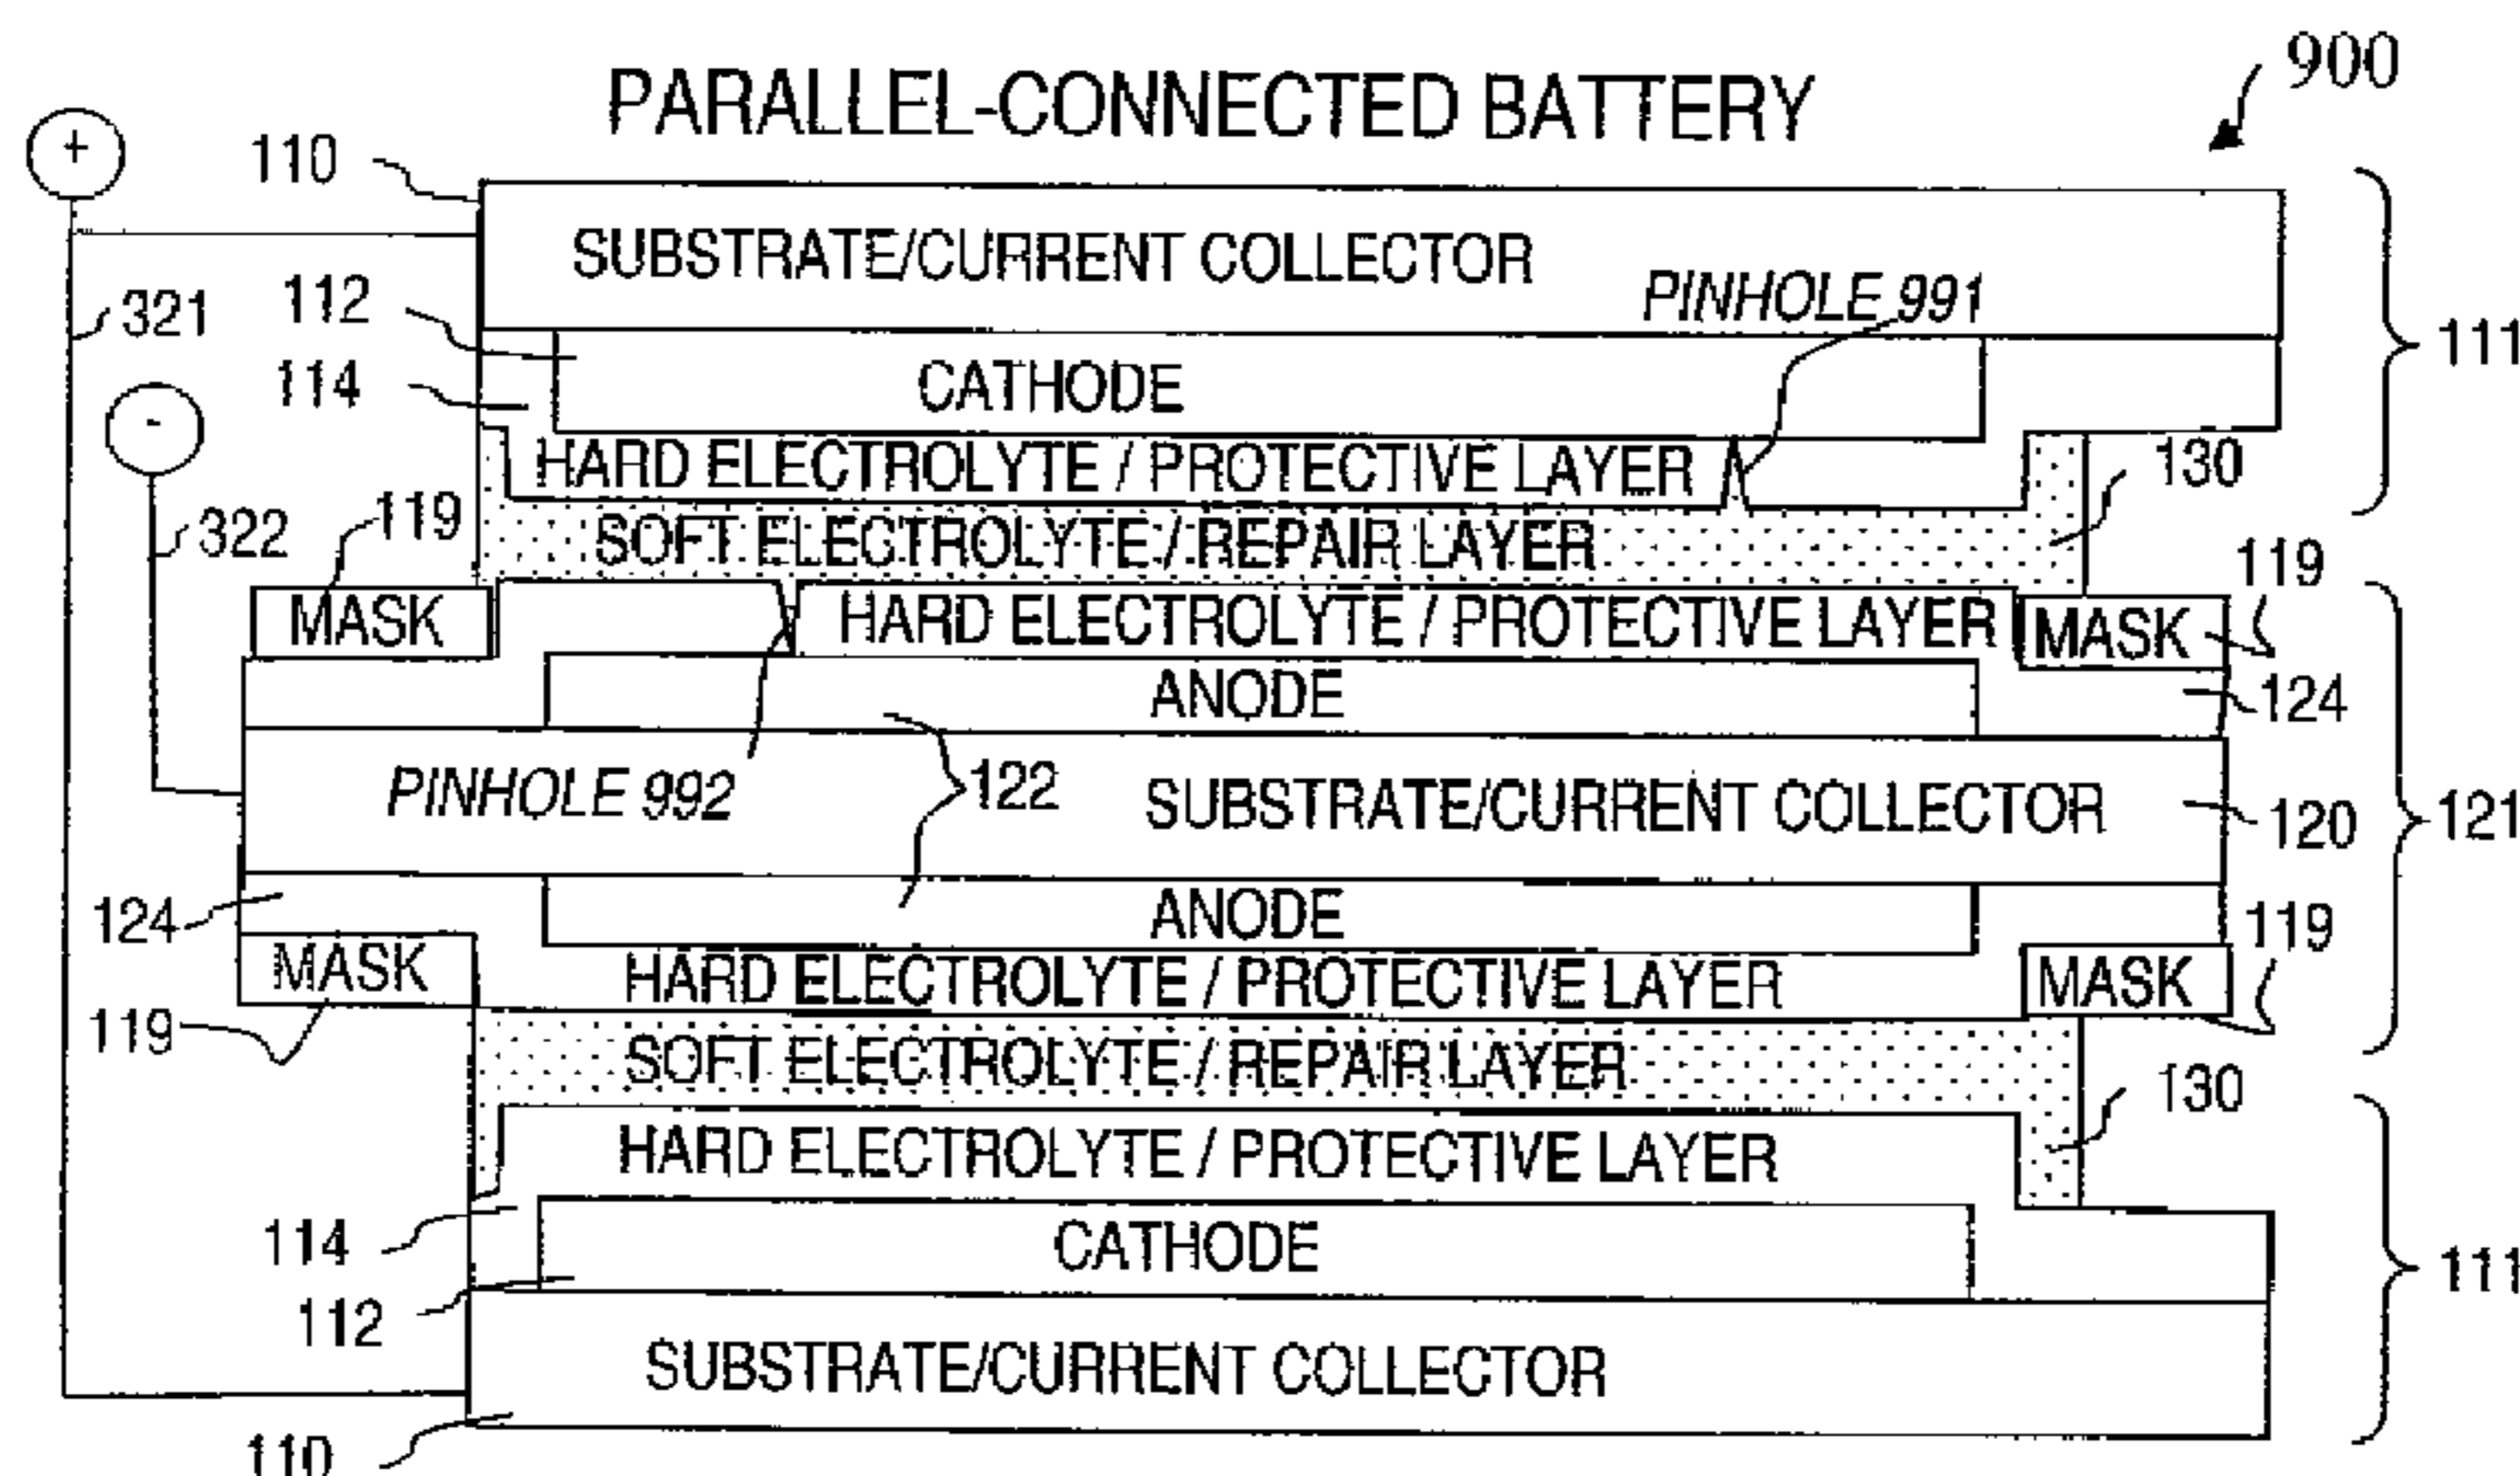 900
PARALLEL-CONNECTED BATTERY
+
110
SUBSTRATE/CURRENT COLLECTOR
PINHOLE 991
321
112
111
CATHODE
114
-
HARD ELECTROLYTE / PROTECTIVE LAYER
130
119
322
SOFT ELECTROLYTE / REPAIR LAYER
119
MASK
HARD ELECTROLYTE / PROTECTIVE LAYER
MASK
ANODE
124
PINHOLE 992
122
SUBSTRATE/CURRENT COLLECTOR
120
121
124
ANODE
119
MASK
HARD ELECTROLYTE / PROTECTIVE LAYER
MASK
119
SOFT ELECTROLYTE / REPAIR LAYER
130
HARD ELECTROLYTE / PROTECTIVE LAYER
114
CATHODE
111
112
SUBSTRATE/CURRENT COLLECTOR
110